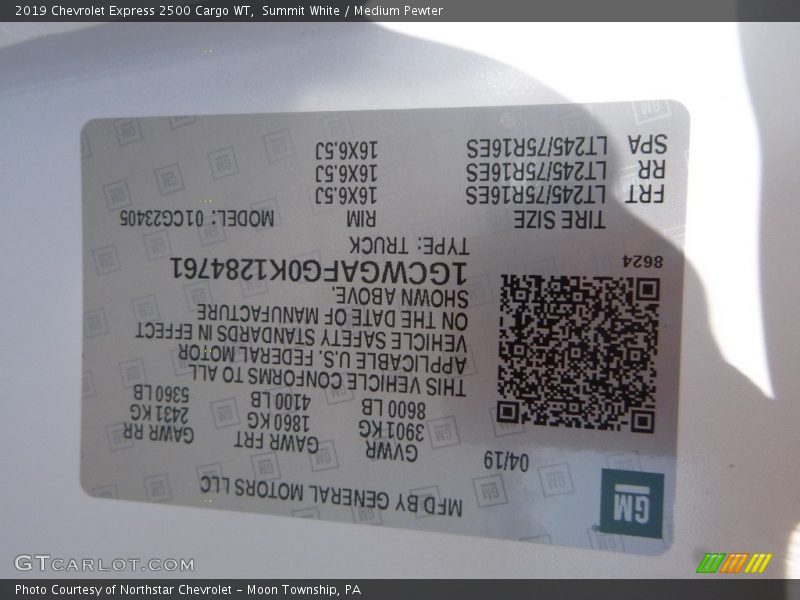 2019 Chevrolet Express 2500 Cargo WT, Summit White / Medium Pewter
GM
MFD BY GENERAL MOTORS LLC
04/19
GVWR GAWR FRT GAWR RR
3901 KG 1860 KG 2431 KG
8600 LB 4100 LB 5360 LB
THIS VEHICLE CONFORMS TO ALL
APPLICABLE U.S. FEDERAL MOTOR
VEHICLE SAFETY STANDARDS IN EFFECT
ON THE DATE OF MANUFACTURE
SHOWN ABOVE.
1GCWGAFG0K1284761
8624
TYPE: TRUCK
TIRE SIZE RIM MODEL: 01CG23405
FRT LT245/75R16ES 16X6.5J
RR LT245/75R16ES 16X6.5J
SPA LT245/75R16ES 16X6.5J
GTCARLOT.COM
Photo Courtesy of Northstar Chevrolet - Moon Township, PA